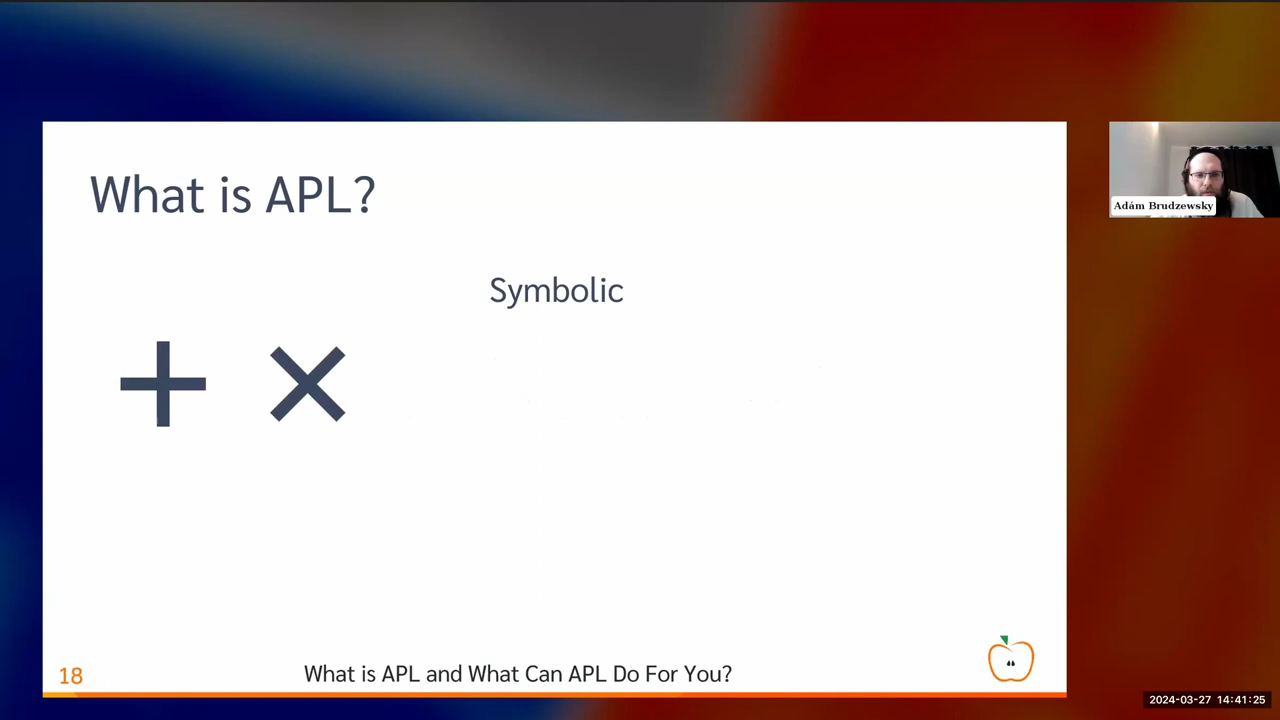 What is APL?
Symbolic
+ ×
Adám Brudzewsky
18
What is APL and What Can APL Do For You?
2024-03-27 14:41:25